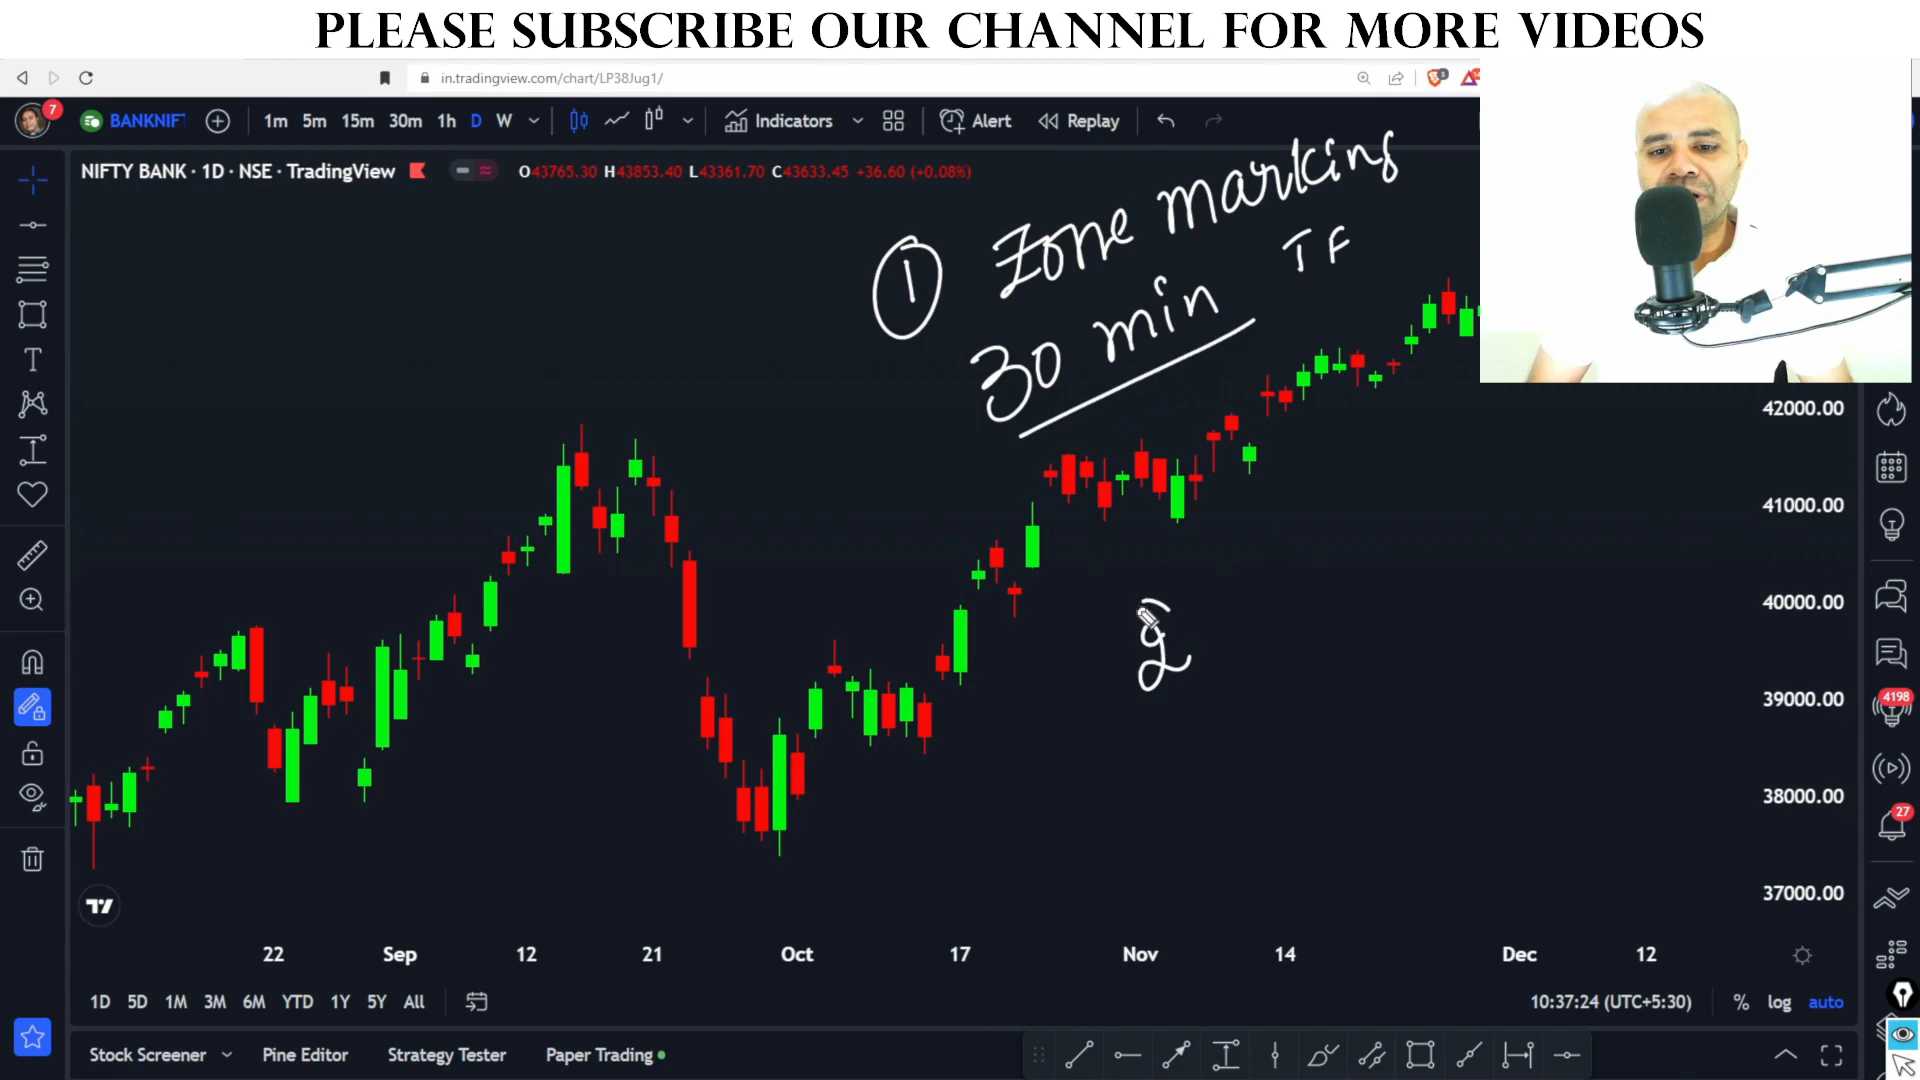 PLEASE SUBSCRIBE OUR CHANNEL FOR MORE VIDEOS
in.tradingview.com/chart/LP38Jug1/
3
7
BANKNIF
1m 5m 15m 30m 1h D W
Indicators
Alert
Replay
NIFTY BANK · 1D · NSE · TradingView
O43765.30 H43853.40 L43361.70 C43633.45 +36.60 (+0.08%)
1 Zone marking
30 min TF
2
42000.00
41000.00
40000.00
39000.00
4198
38000.00
27
37000.00
22 Sep 12 21 Oct 17 Nov 14 Dec 12
1D 5D 1M 3M 6M YTD 1Y 5Y All
10:37:24 (UTC+5:30) % log auto
Stock Screener Pine Editor Strategy Tester Paper Trading